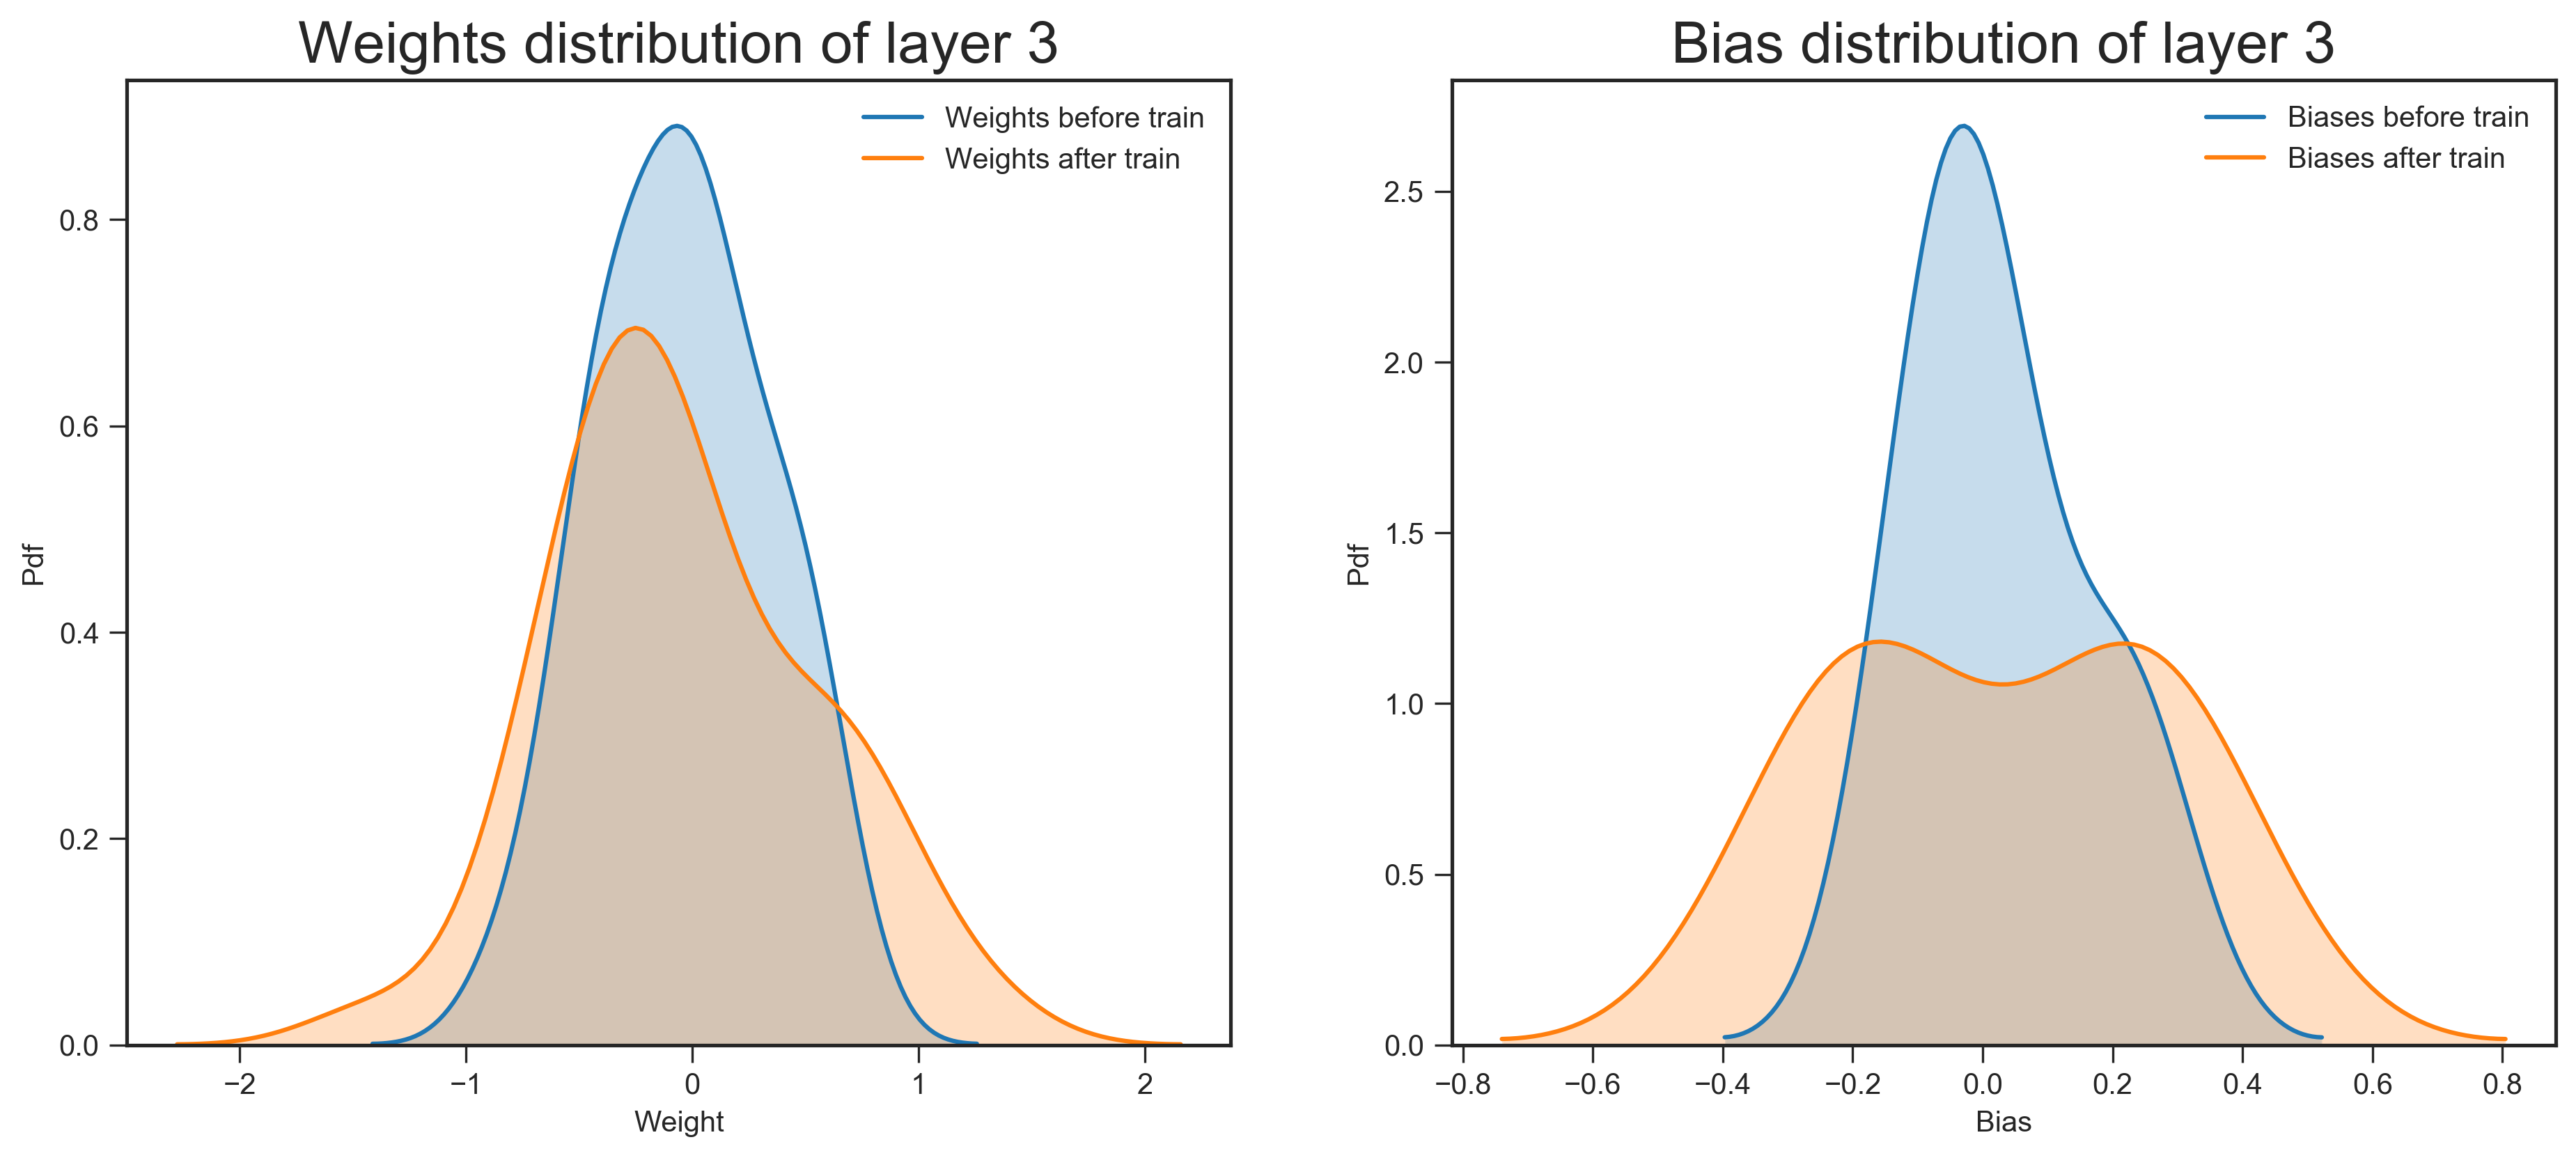 Weights distribution of layer 3
Weights before train
Weights after train
0.8
0.6
0.4
0.2
0.0
Pdf
−2
−1
0
1
2
Weight
Bias distribution of layer 3
Biases before train
Biases after train
2.5
2.0
1.5
1.0
0.5
0.0
Pdf
−0.8
−0.6
−0.4
−0.2
0.0
0.2
0.4
0.6
0.8
Bias